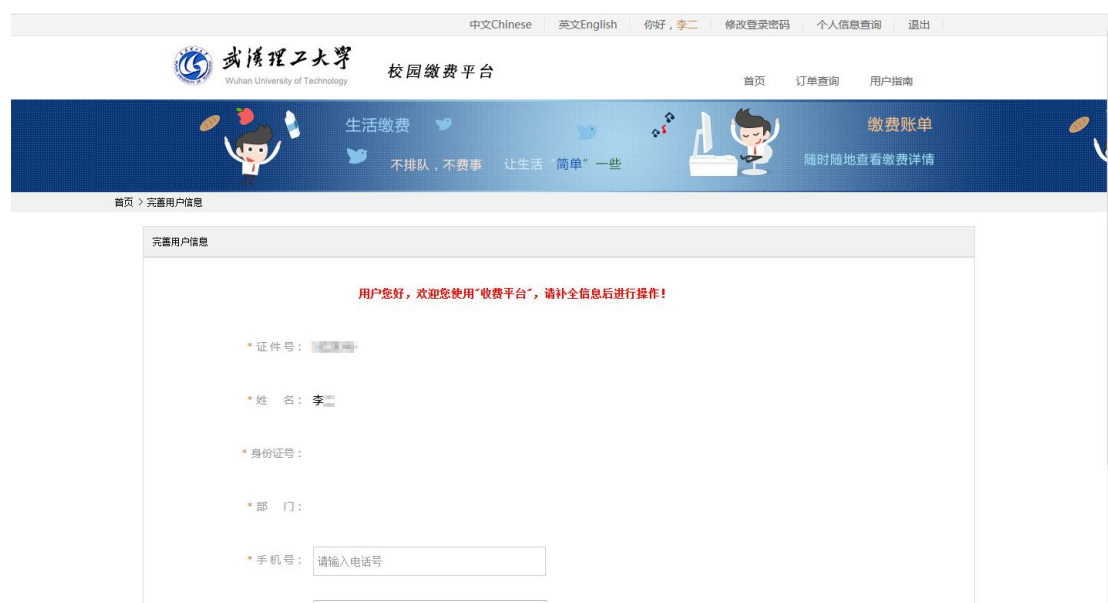 中文Chinese 英文English 你好，李二 修改登录密码 个人信息查询 退出
武汉理工大学
Wuhan University of Technology
校园缴费平台
首页 订单查询 用户指南
生活缴费
不排队，不费事 让生活“简单”一些
缴费账单
随时随地查看缴费详情
首页 > 完善用户信息
完善用户信息
用户您好，欢迎您使用"收费平台"，请补全信息后进行操作！
*证件号：
*姓 名：李
*身份证号：
*部 门：
*手机号：请输入电话号